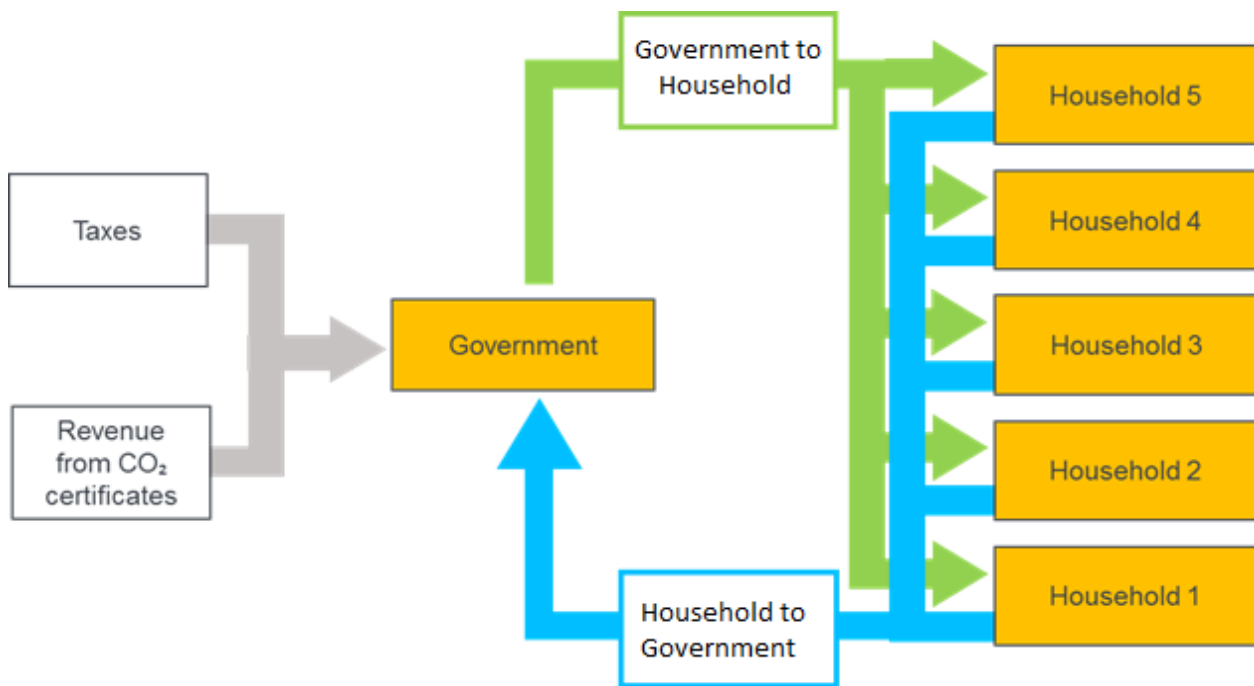 Government to
Household
Household 5
Taxes
Household 4
Government
Household 3
Revenue
from CO₂
certificates
Household 2
Household to
Government
Household 1